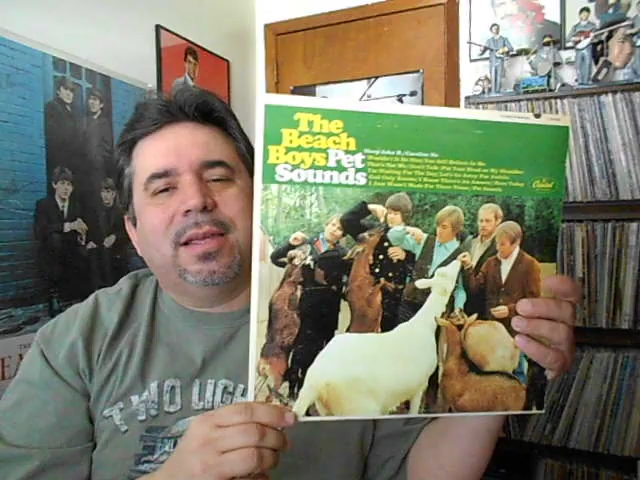 The
Beach
Boys Pet
Sounds
Sloop John B./Caroline No
Wouldn't It Be Nice/You Still Believe in Me
That's Not Me/Don't Talk (Put Your Head on My Shoulder)
I'm Waiting For The Day/Let's Go Away For Awhile
God Only Knows/I Know There's An Answer/Here Today
I Just Wasn't Made For These Times/Pet Sounds
Capitol
TWO LIGH